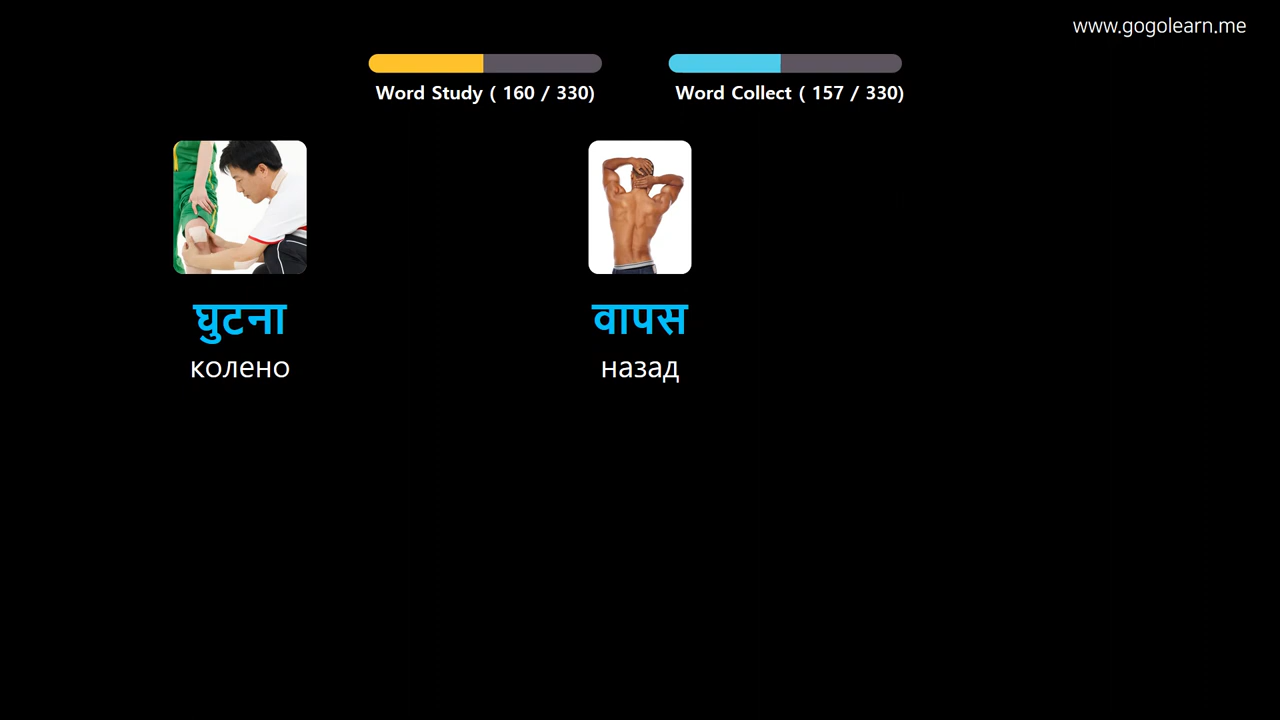 www.gogolearn.me
Word Study ( 160 / 330)
Word Collect ( 157 / 330)
घुटना
колено
वापस
назад